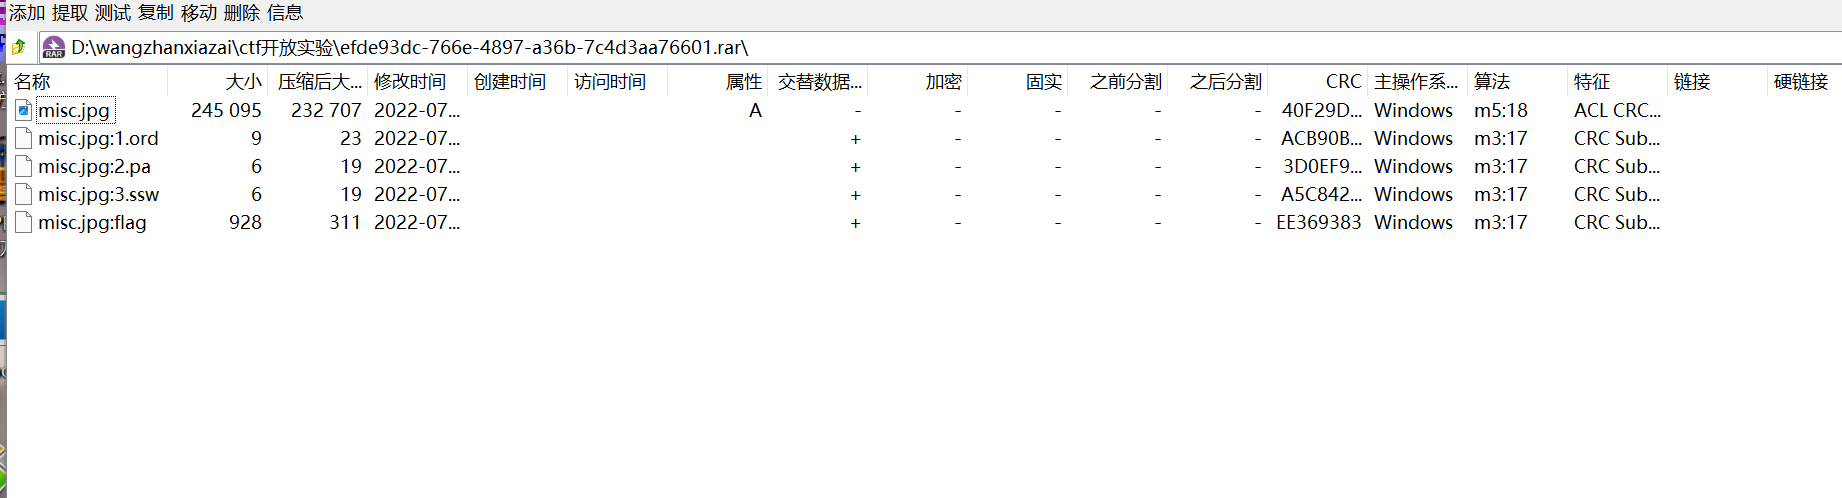 添加 提取 测试 复制 移动 删除 信息
D:\wangzhanxiazai\ctf开放实验\efde93dc-766e-4897-a36b-7c4d3aa76601.rar\
名称 大小 压缩后大... 修改时间 创建时间 访问时间 属性 交替数据... 加密 固实 之前分割 之后分割 CRC 主操作系... 算法 特征 链接 硬链接
misc.jpg 245 095 232 707 2022-07... A - - - - - 40F29D... Windows m5:18 ACL CRC...
misc.jpg:1.ord 9 23 2022-07... + - - - - ACB90B... Windows m3:17 CRC Sub...
misc.jpg:2.pa 6 19 2022-07... + - - - - 3D0EF9... Windows m3:17 CRC Sub...
misc.jpg:3.ssw 6 19 2022-07... + - - - - A5C842... Windows m3:17 CRC Sub...
misc.jpg:flag 928 311 2022-07... + - - - - EE369383 Windows m3:17 CRC Sub...